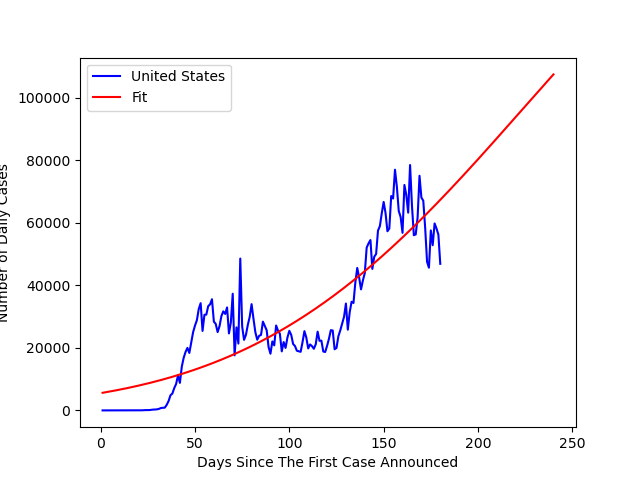 United States
Fit
100000
80000
60000
40000
20000
0
Number of Daily Cases
0 50 100 150 200 250
Days Since The First Case Announced